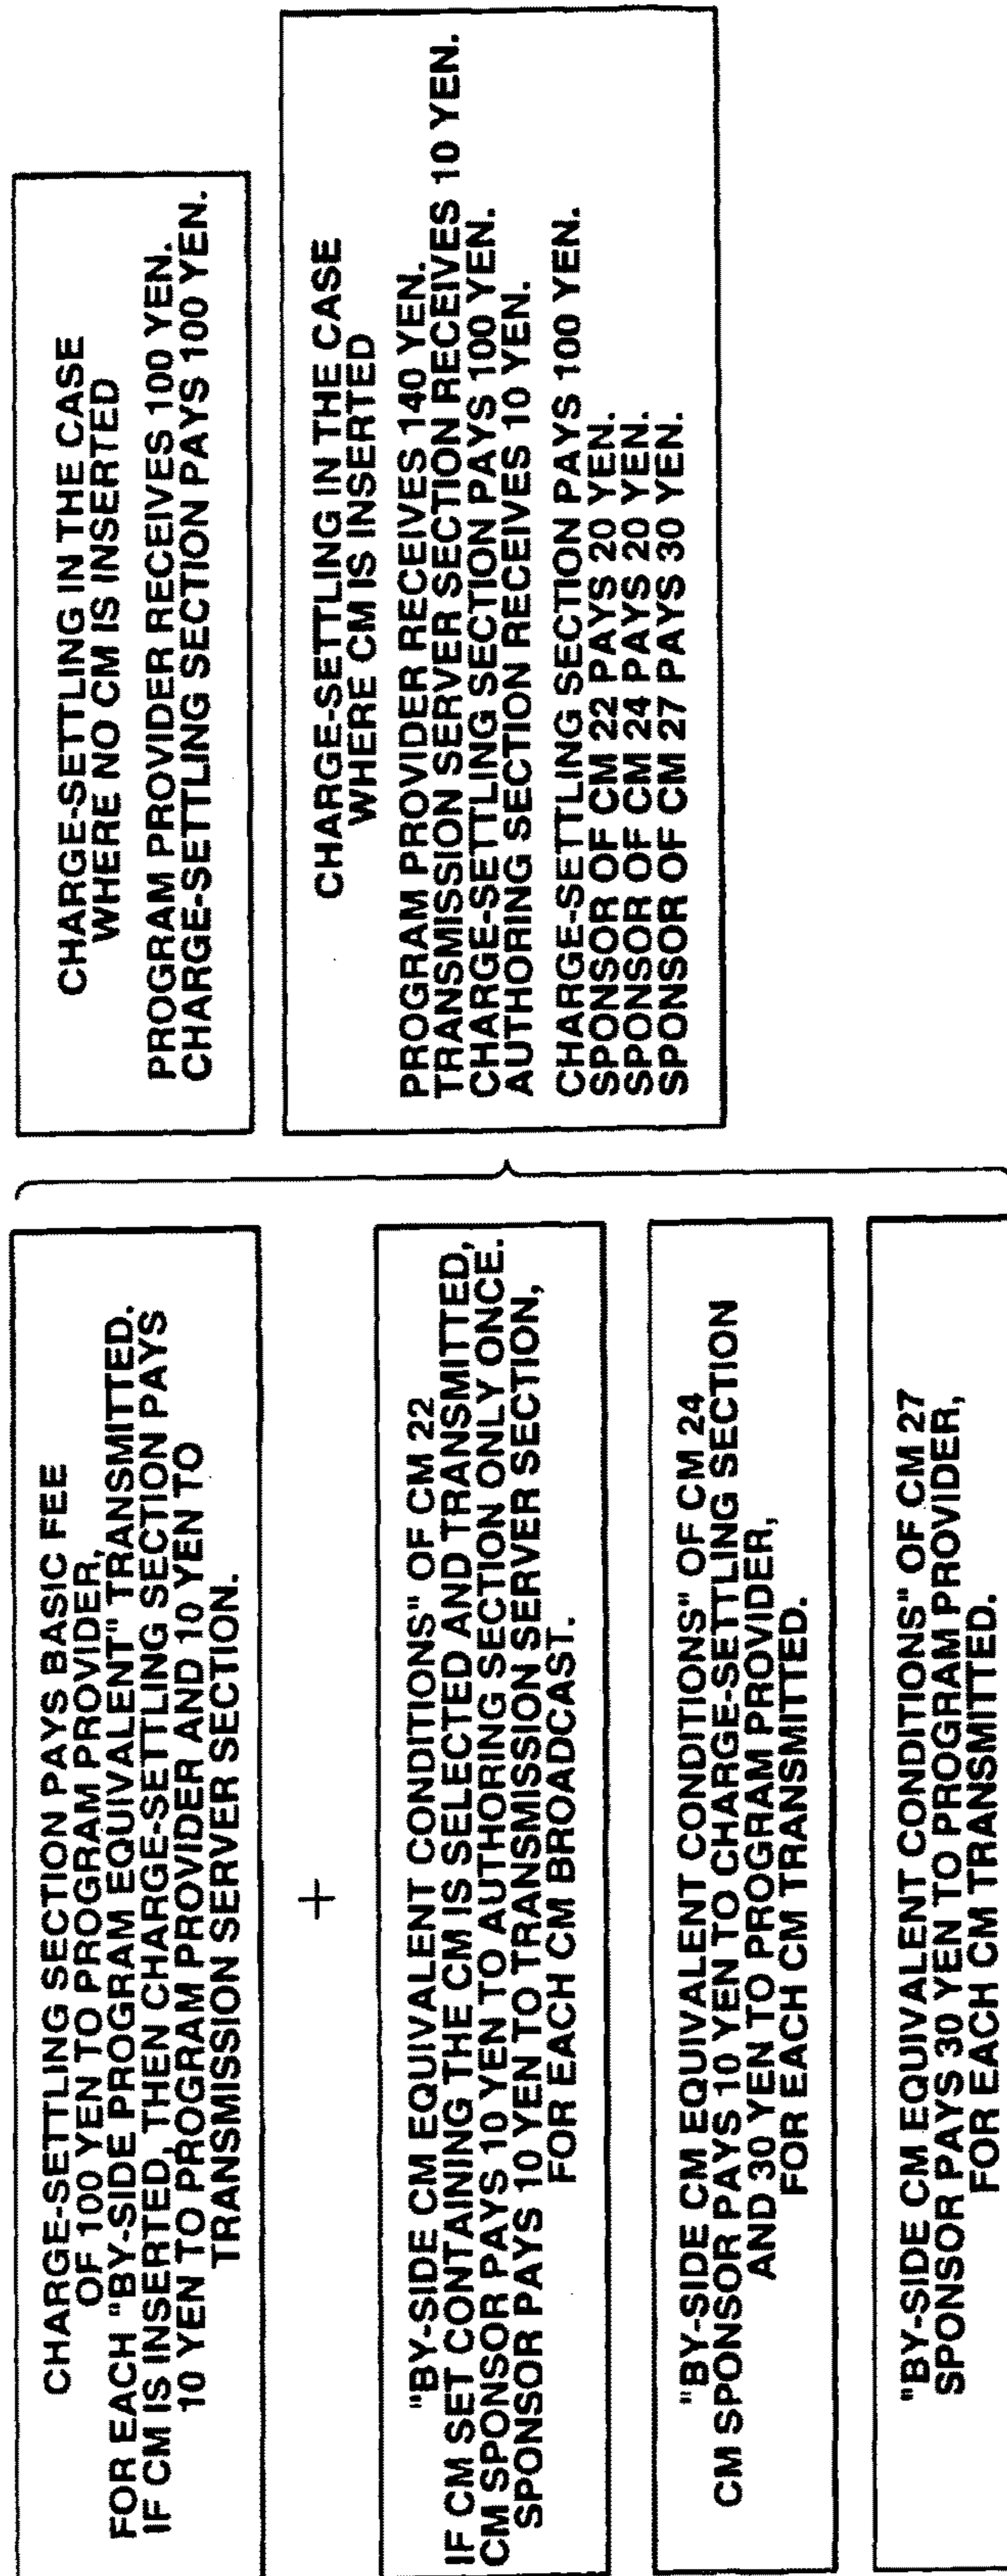 CHARGE-SETTLING SECTION PAYS BASIC FEE
OF 100 YEN TO PROGRAM PROVIDER,
FOR EACH "BY-SIDE PROGRAM EQUIVALENT" TRANSMITTED.
IF CM IS INSERTED, THEN CHARGE-SETTLING SECTION PAYS
10 YEN TO PROGRAM PROVIDER AND 10 YEN TO
TRANSMISSION SERVER SECTION.
+
"BY-SIDE CM EQUIVALENT CONDITIONS" OF CM 22
IF CM SET CONTAINING THE CM IS SELECTED AND TRANSMITTED,
CM SPONSOR PAYS 10 YEN TO AUTHORING SECTION ONLY ONCE.
SPONSOR PAYS 10 YEN TO TRANSMISSION SERVER SECTION,
FOR EACH CM BROADCAST.
"BY-SIDE CM EQUIVALENT CONDITIONS" OF CM 24
CM SPONSOR PAYS 10 YEN TO CHARGE-SETTLING SECTION
AND 30 YEN TO PROGRAM PROVIDER,
FOR EACH CM TRANSMITTED.
"BY-SIDE CM EQUIVALENT CONDITIONS" OF CM 27
SPONSOR PAYS 30 YEN TO PROGRAM PROVIDER,
FOR EACH CM TRANSMITTED.
CHARGE-SETTLING IN THE CASE
WHERE NO CM IS INSERTED
PROGRAM PROVIDER RECEIVES 100 YEN.
CHARGE-SETTLING SECTION PAYS 100 YEN.
CHARGE-SETTLING IN THE CASE
WHERE CM IS INSERTED
PROGRAM PROVIDER RECEIVES 140 YEN.
TRANSMISSION SERVER SECTION RECEIVES 10 YEN.
CHARGE-SETTLING SECTION PAYS 100 YEN.
AUTHORING SECTION RECEIVES 10 YEN.
CHARGE-SETTLING SECTION PAYS 100 YEN.
SPONSOR OF CM 22 PAYS 20 YEN.
SPONSOR OF CM 24 PAYS 20 YEN.
SPONSOR OF CM 27 PAYS 30 YEN.